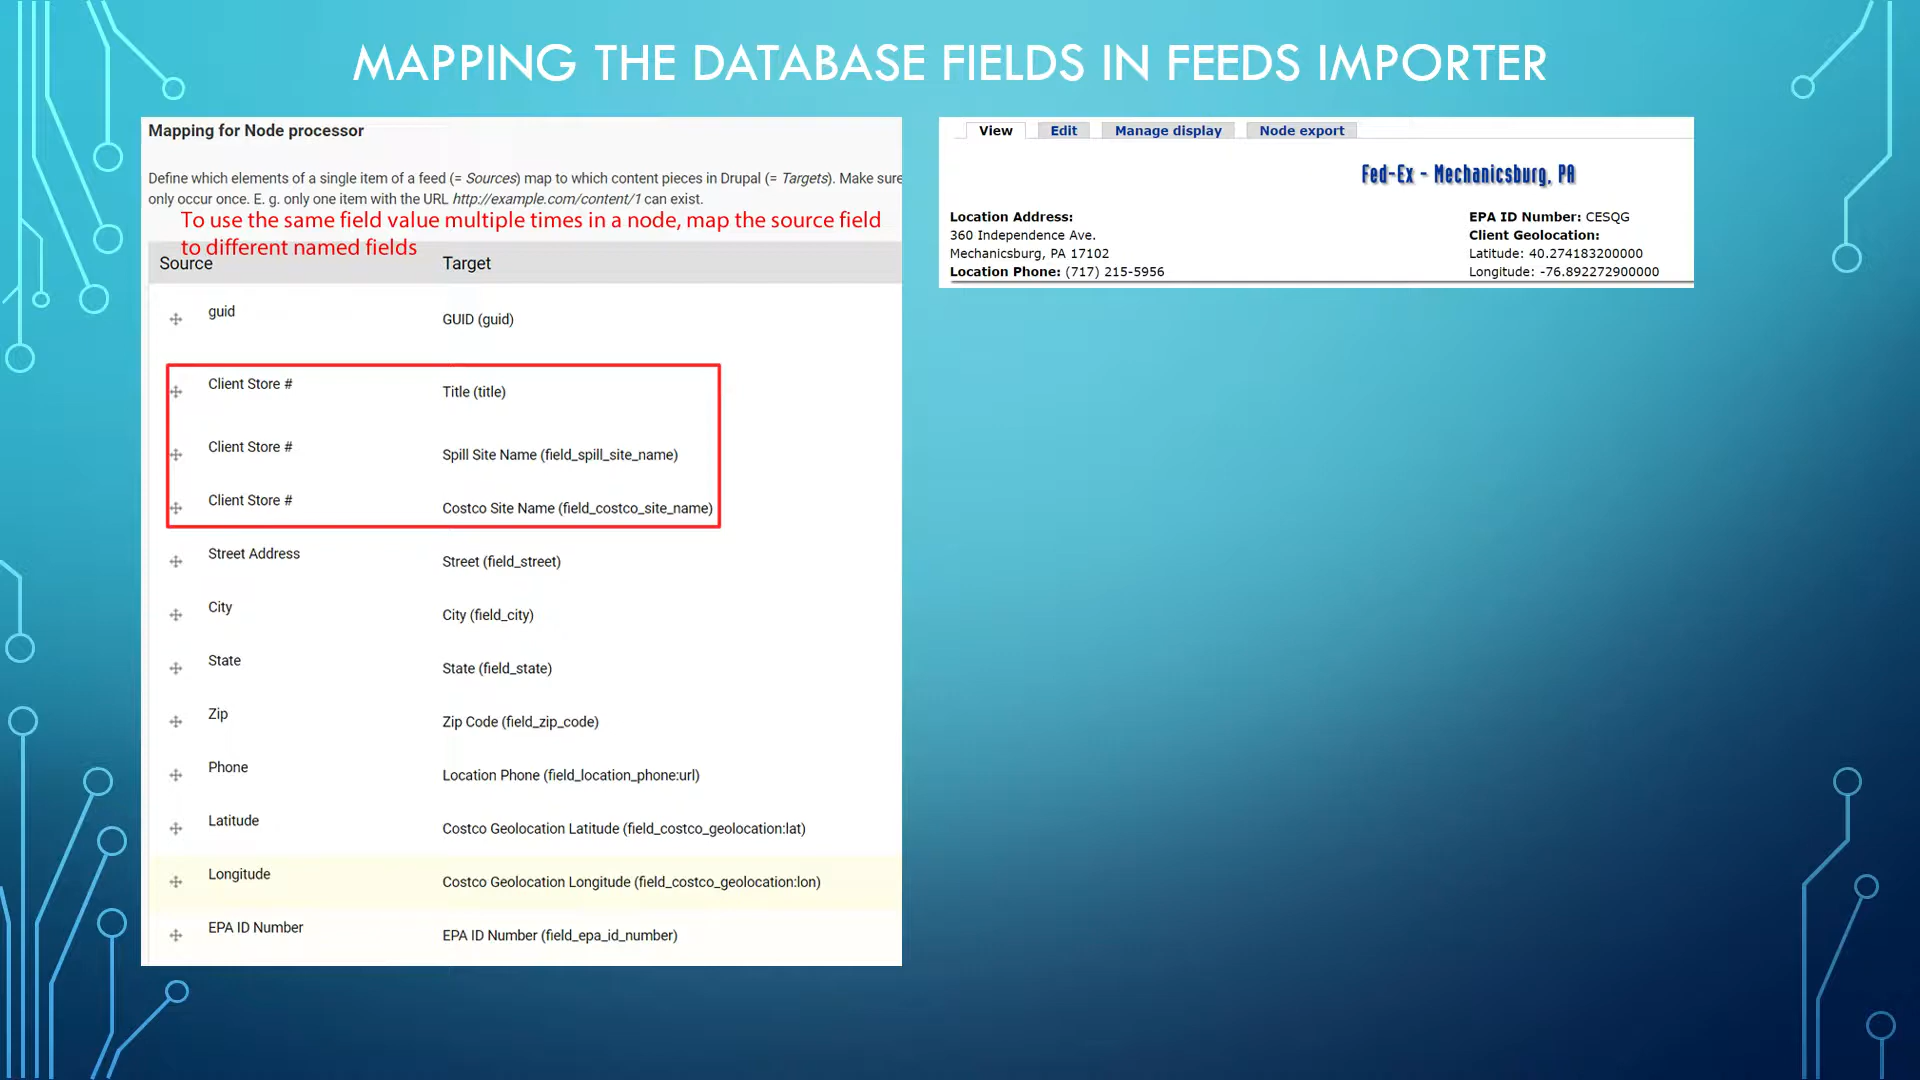 MAPPING THE DATABASE FIELDS IN FEEDS IMPORTER
Mapping for Node processor
Define which elements of a single item of a feed (= Sources) map to which content pieces in Drupal (= Targets). Make sure
only occur once. E. g. only one item with the URL http://example.com/content/1 can exist.
To use the same field value multiple times in a node, map the source field
to different named fields
Source Target
guid GUID (guid)
Client Store # Title (title)
Client Store # Spill Site Name (field_spill_site_name)
Client Store # Costco Site Name (field_costco_site_name)
Street Address Street (field_street)
City City (field_city)
State State (field_state)
Zip Zip Code (field_zip_code)
Phone Location Phone (field_location_phone:url)
Latitude Costco Geolocation Latitude (field_costco_geolocation:lat)
Longitude Costco Geolocation Longitude (field_costco_geolocation:lon)
EPA ID Number EPA ID Number (field_epa_id_number)
View Edit Manage display Node export
Fed-Ex - Mechanicsburg, PA
Location Address:
360 Independence Ave.
Mechanicsburg, PA 17102
Location Phone: (717) 215-5956
EPA ID Number: CESQG
Client Geolocation:
Latitude: 40.274183200000
Longitude: -76.892272900000